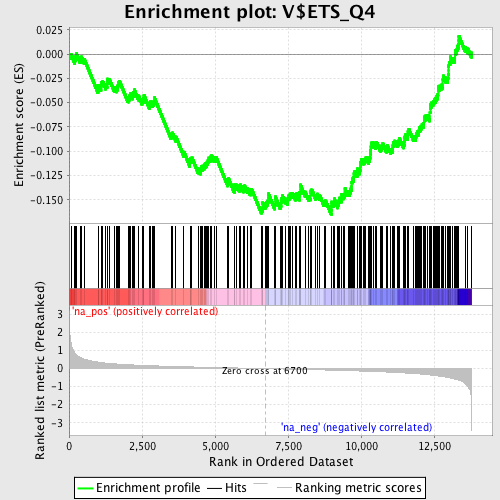 Enrichment plot: V$ETS_Q4
Enrichment score (ES)
0.025
0.000
-0.025
-0.050
-0.075
-0.100
-0.125
-0.150
'na_pos' (positively correlated)
Ranked list metric (PreRanked)
3
2
1
0
-1
-2
-3
Zero cross at 6700
'na_neg' (negatively correlated)
0
2,500
5,000
7,500
10,000
12,500
Rank in Ordered Dataset
Enrichment profile
Hits
Ranking metric scores